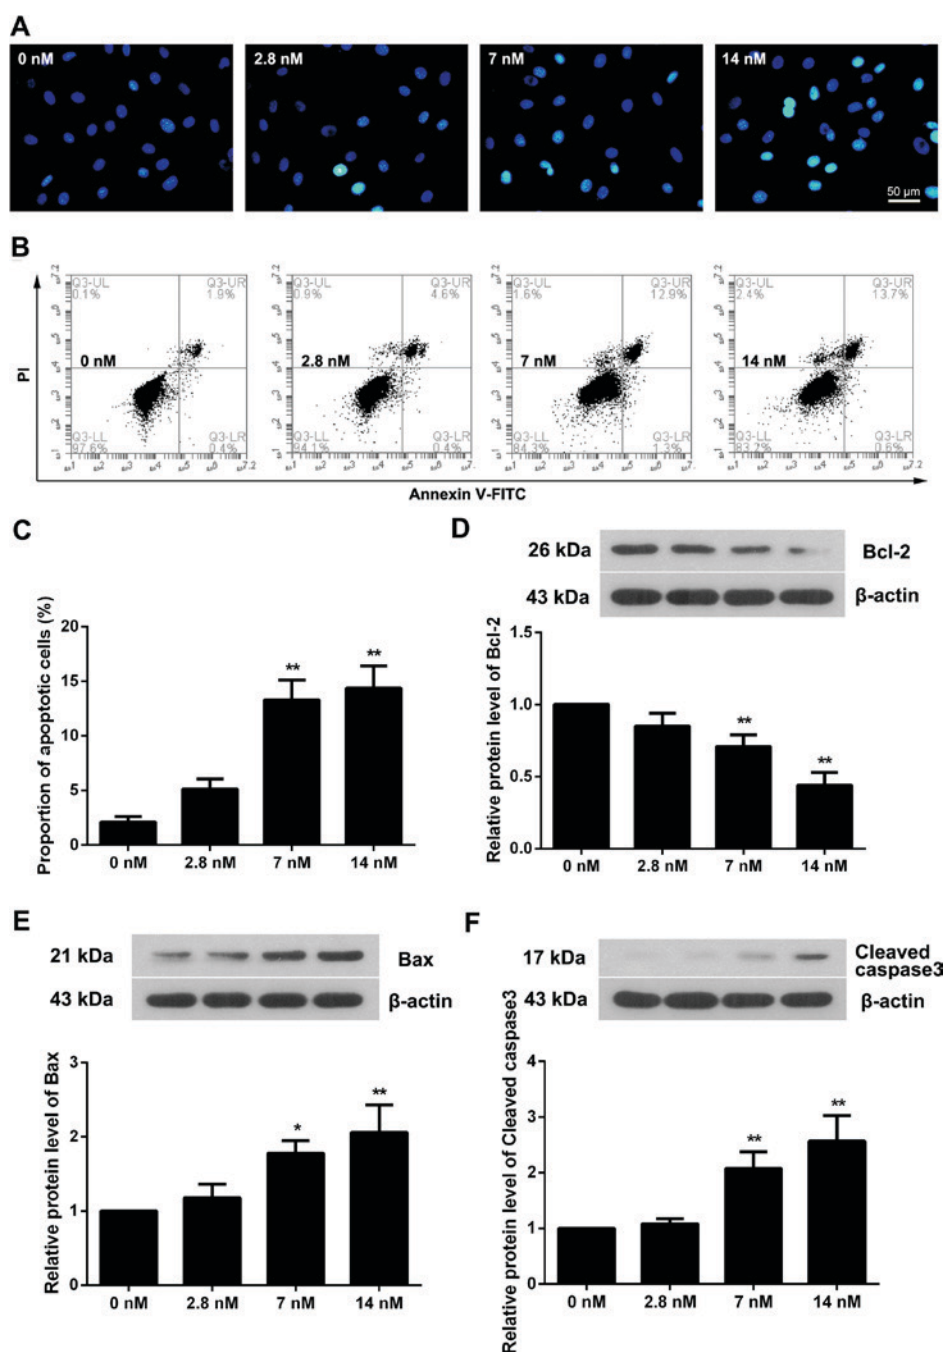 A
0 nM
2.8 nM
7 nM
14 nM
50 µm
B
Q3-UL
0.1%
Q3-UR
1.9%
0 nM
Q3-LL
97.6%
Q3-LR
0.4%
Q3-UL
0.9%
Q3-UR
4.6%
2.8 nM
Q3-LL
94.1%
Q3-LR
0.4%
Q3-UL
1.6%
Q3-UR
12.9%
7 nM
Q3-LL
84.3%
Q3-LR
1.3%
Q3-UL
2.4%
Q3-UR
13.7%
14 nM
Q3-LL
83.2%
Q3-LR
0.6%
PI
Annexin V-FITC
C
Proportion of apoptotic cells (%)
20
15
10
5
0
** **
0 nM 2.8 nM 7 nM 14 nM
D
26 kDa Bcl-2
43 kDa β-actin
Relative protein level of Bcl-2
1.5
1.0
0.5
0.0
**
**
0 nM 2.8 nM 7 nM 14 nM
E
21 kDa Bax
43 kDa β-actin
Relative protein level of Bax
3
2
1
0
*
**
0 nM 2.8 nM 7 nM 14 nM
F
17 kDa Cleaved
caspase3
43 kDa β-actin
Relative protein level of Cleaved caspase3
4
3
2
1
0
**
**
0 nM 2.8 nM 7 nM 14 nM